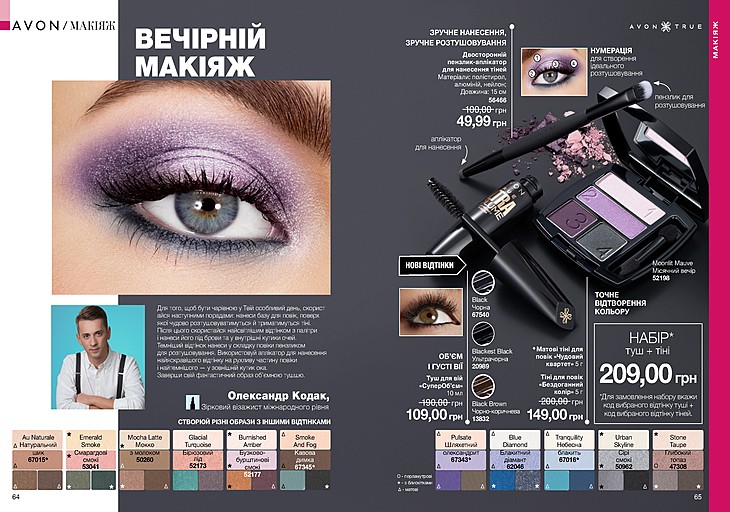 AVON / МАКІЯЖ
ВЕЧІРНІЙ
МАКІЯЖ
Для того, щоб бути чарівною у Твій особливий день, скорист
айся наступними порадами: нанеси базу для повік, поверх
якої чудово розтушовуватимуться й триматимуться тіні.
Після цього скористайся найсвітлішим відтінком з палітри
і нанеси його під брови та у внутрішні кутики очей.
Темніший відтінок нанеси у складку повіки пензликом
для розтушовування. Використовуй аплікатор для нанесення
найяскравішого відтінку на рухливу частину повіки
і найтемнішого — у зовнішній кутик ока.
Заверши свій фантастичний образ об'ємною тушшю.
Олександр Кодак,
Зірковий візажист міжнародного рівня
СТВОРЮЙ РІЗНІ ОБРАЗИ З ІНШИМИ ВІДТІНКАМИ
Au Naturale
Натуральний
шик
67015*
Emerald
Smoke
Смарагдові
смокі
53041
Mocha Latte
Мокко
з молоком
50260
Glacial
Turquoise
Бірюзовий
лід
52173
Burnished
Amber
Бузково-
бурштинові
смокі
52177
Smoke
And Fog
Кавова
димка
67345*
64
ЗРУЧНЕ НАНЕСЕННЯ,
ЗРУЧНЕ РОЗТУШОВУВАННЯ
Двосторонній
пензлик-аплікатор
для нанесення тіней
Матеріали: полістирол,
алюміній, нейлон;
Довжина: 15 см
56466
100,00 грн
49,99 грн
AVON TRUE
МАКІЯЖ
НУМЕРАЦІЯ
для створення
ідеального
розтушовування
пензлик для
розтушовування
аплікатор
для нанесення
AVON
Moonlit Mauve
Місячний вечір
52198
НОВІ ВІДТІНКИ
Black
Чорна
67540
Blackest Black
Ультрачорна
20989
Black Brown
Чорно-коричнева
13832
ОБ'ЄМ
І ГУСТІ ВІЇ
Туш для вій
«СуперОб'єм»
10 мл
190,00 грн
109,00 грн
ТОЧНЕ
ВІДТВОРЕННЯ
КОЛЬОРУ
* Матові тіні для
повік «Чудовий
квартет» 5 г
Тіні для повік
«Бездоганний
колір» 5 г
200,00 грн
149,00 грн
НАБІР*
туш + тіні
209,00 грн
*Для замовлення набору вкажи
код вибраного відтінку туші +
код вибраного відтінку тіней.
Pulsate
Шляхетний
олександрит
67343*
Blue
Diamond
Блакитний
діамант
62046
Tranquility
Небесна
блакить
67016*
Urban
Skyline
Сірі
смокі
50962
Stone
Taupe
Глибокий
топаз
47308
О - перламутрові
* - з блискітками
Δ - матові
65